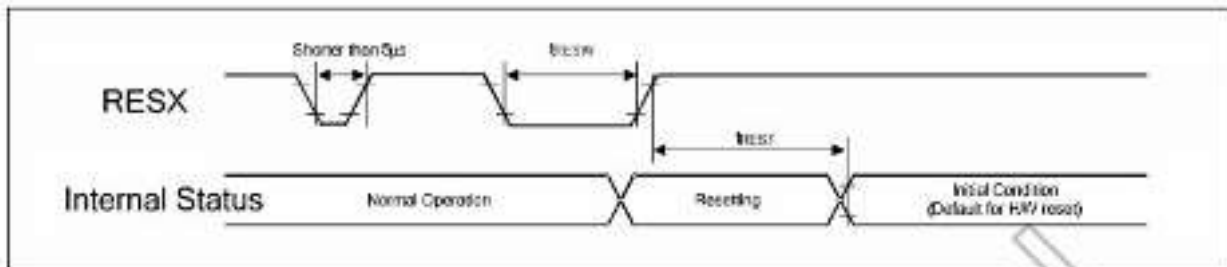 Shorter than 5µs
tRESW
RESX
tREST
Internal Status
Normal Operation
Resetting
Initial Condition
(Default for H/W reset)